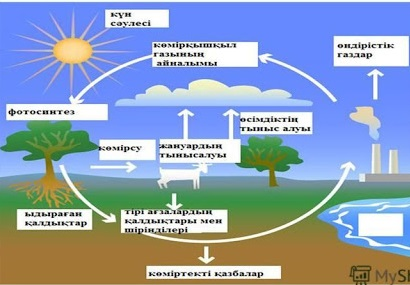 күн
сәулесі
көмірқышқыл
газының
айналымы
өндірістік
газдар
фотосинтез
көмірсу
жануардың
тынысалуы
өсімдіктің
тыныс алуы
ыдыраған
қалдықтар
тірі ағзалардың
қалдықтары мен
шірінділері
көміртекті қазбалар